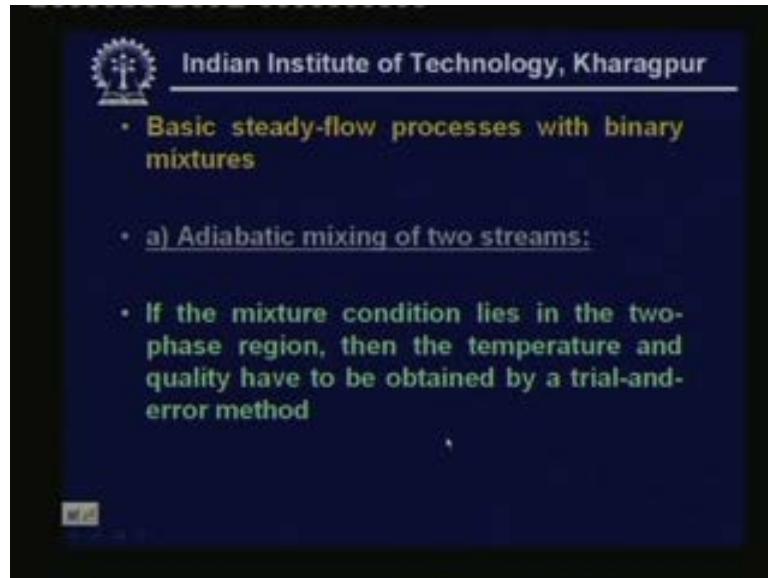 Indian Institute of Technology, Kharagpur
• Basic steady-flow processes with binary
mixtures
• a) Adiabatic mixing of two streams:
• If the mixture condition lies in the two-
phase region, then the temperature and
quality have to be obtained by a trial-and-
error method